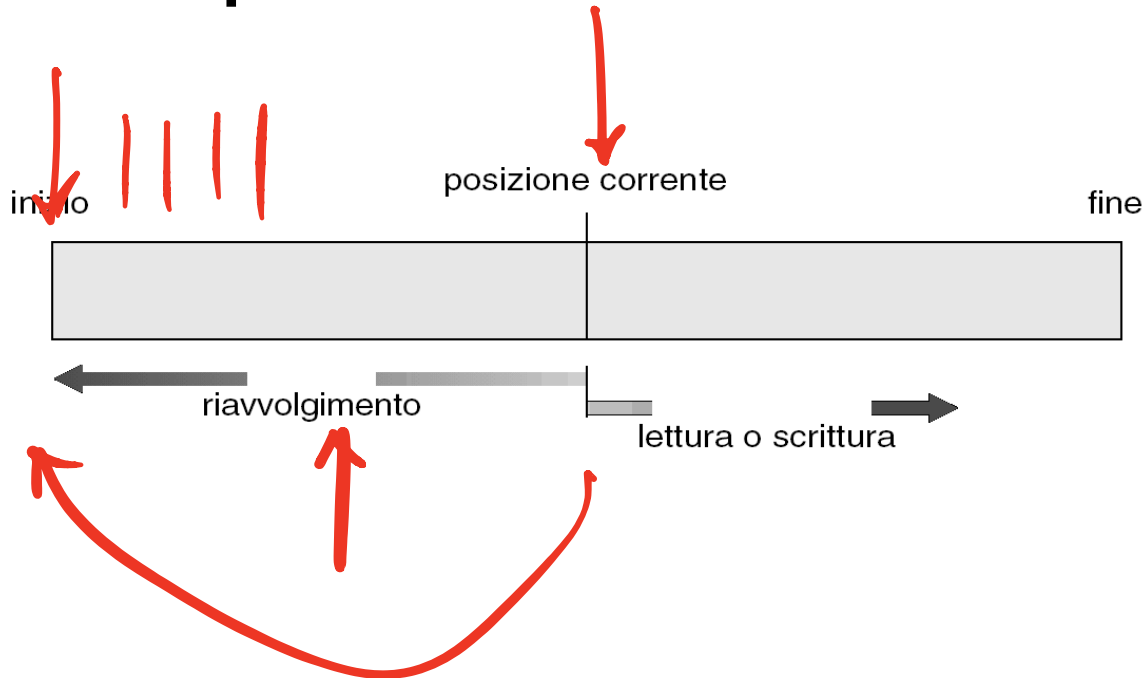 posizione corrente
inizio
fine
riavvolgimento
lettura o scrittura